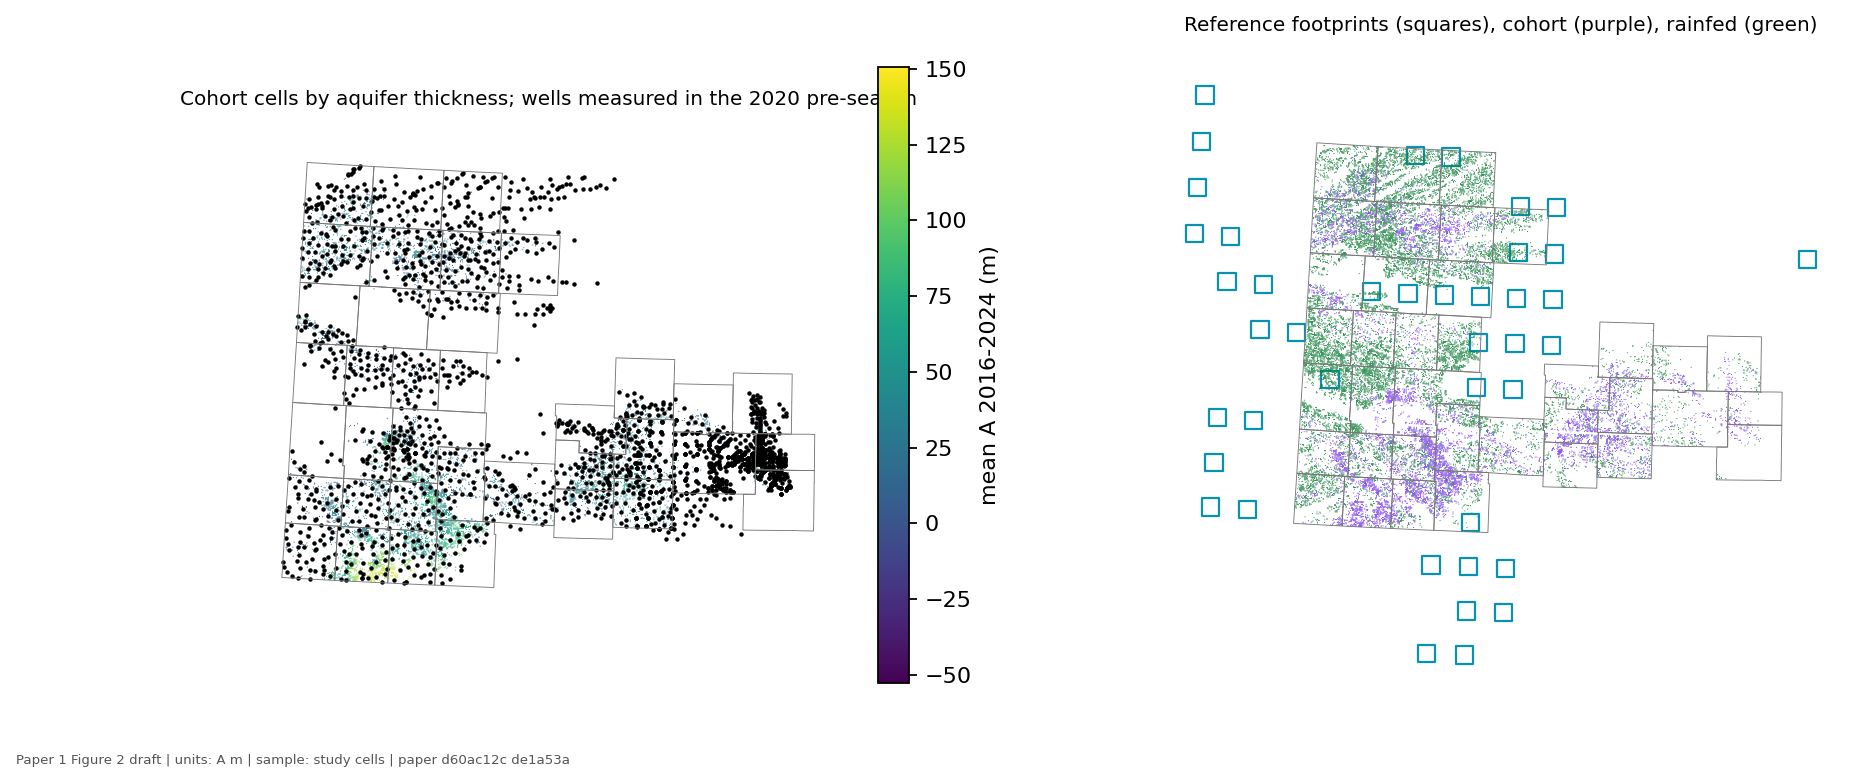 Reference footprints (squares), cohort (purple), rainfed (green)
Cohort cells by aquifer thickness; wells measured in the 2020 pre-sea n
150
125
100
75
50
25
0
−25
−50
mean A 2016-2024 (m)
Paper 1 Figure 2 draft | units: A m | sample: study cells | paper d60ac12c de1a53a